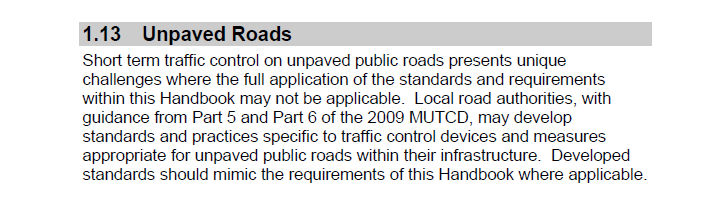 1.13 Unpaved Roads
Short term traffic control on unpaved public roads presents unique
challenges where the full application of the standards and requirements
within this Handbook may not be applicable.  Local road authorities, with
guidance from Part 5 and Part 6 of the 2009 MUTCD, may develop
standards and practices specific to traffic control devices and measures
appropriate for unpaved public roads within their infrastructure.  Developed
standards should mimic the requirements of this Handbook where applicable.